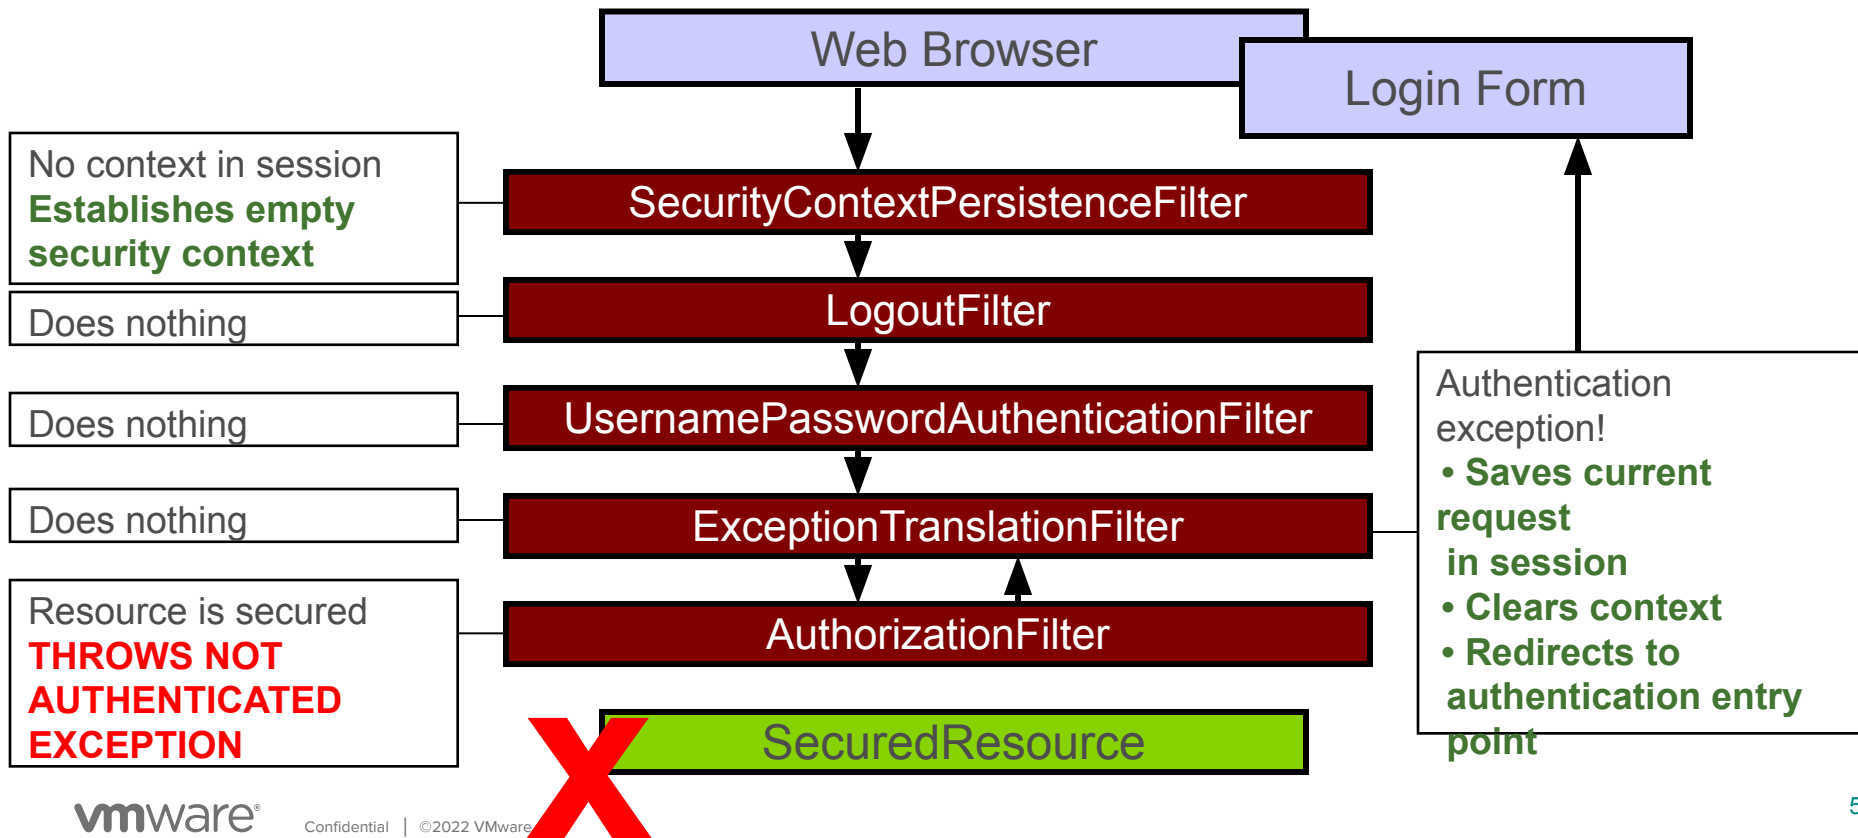 Web Browser
Login Form
No context in session
Establishes empty
security context
SecurityContextPersistenceFilter
Does nothing
LogoutFilter
Does nothing
UsernamePasswordAuthenticationFilter
Does nothing
ExceptionTranslationFilter
Resource is secured
THROWS NOT
AUTHENTICATED
EXCEPTION
AuthorizationFilter
SecuredResource
Authentication
exception!
• Saves current
request
in session
• Clears context
• Redirects to
authentication entry
point
X
vmware®
Confidential | ©2022 VMware
5